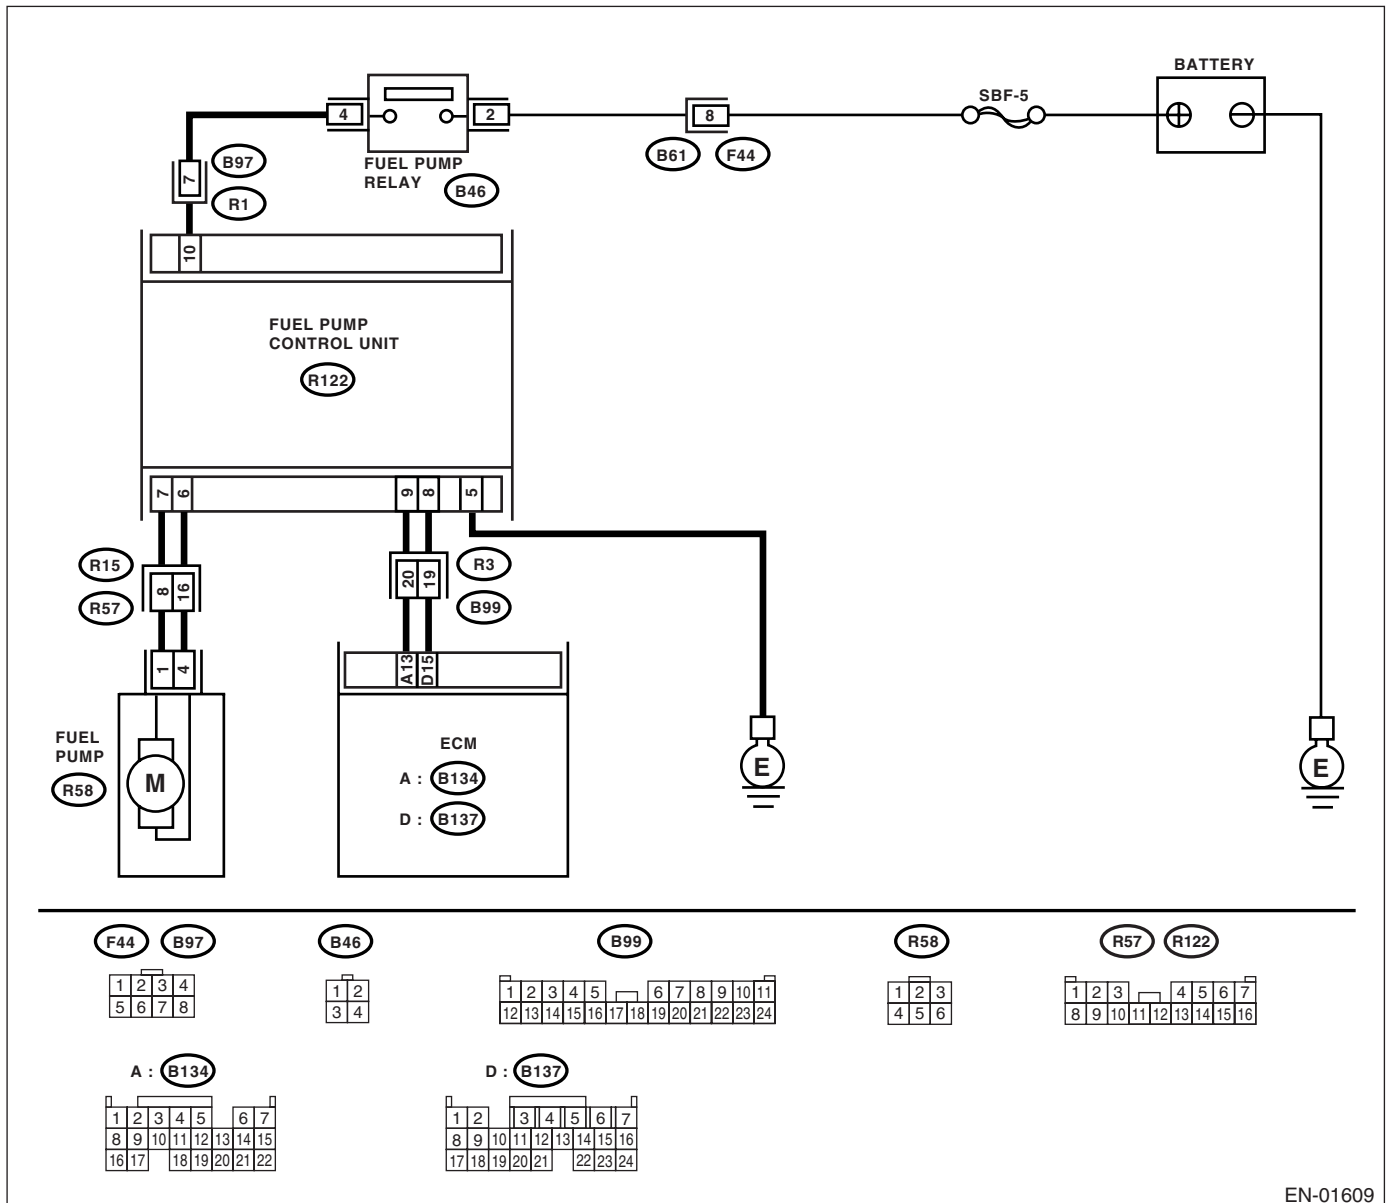 BATTERY
SBF-5
4
2
8
FUEL PUMP
RELAY
B46
B61
F44
7
B97
R1
10
FUEL PUMP
CONTROL UNIT
R122
7 6 9 8 5
R15
R57
8 16
20 19
R3
B99
1 4
A13 D15
FUEL
PUMP
R58
M
ECM
A : B134
D : B137
E
E
F44 B97
1 2 3 4
5 6 7 8
B46
1 2
3 4
B99
1 2 3 4 5 6 7 8 9 10 11
12 13 14 15 16 17 18 19 20 21 22 23 24
R58
1 2 3
4 5 6
R57 R122
1 2 3 4 5 6 7
8 9 10 11 12 13 14 15 16
A : B134
1 2 3 4 5 6 7
8 9 10 11 12 13 14 15
16 17 18 19 20 21 22
D : B137
1 2 3 4 5 6 7
8 9 10 11 12 13 14 15 16
17 18 19 20 21 22 23 24
EN-01609